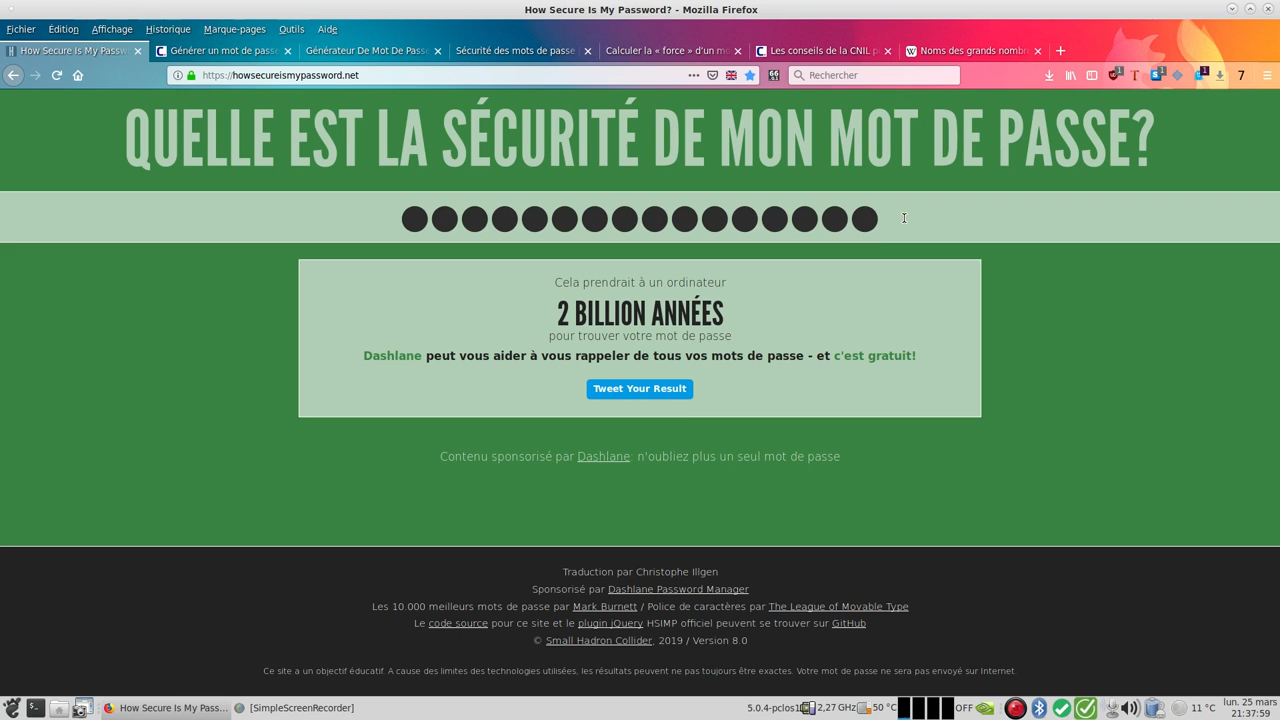 How Secure Is My Password? - Mozilla Firefox
Fichier Édition Affichage Historique Marque-pages Outils Aide
How Secure Is My Passw Générer un mot de passe Générateur De Mot De Passe Sécurité des mots de passe Calculer la « force » d'un mo Les conseils de la CNIL p W Noms des grands nombr
https://howsecureismypassword.net Rechercher 7
QUELLE EST LA SÉCURITÉ DE MON MOT DE PASSE?
Cela prendrait à un ordinateur
2 BILLION ANNÉES
pour trouver votre mot de passe
Dashlane peut vous aider à vous rappeler de tous vos mots de passe - et c'est gratuit!
Tweet Your Result
Contenu sponsorisé par Dashlane: n'oubliez plus un seul mot de passe
Traduction par Christophe Illgen
Sponsorisé par Dashlane Password Manager
Les 10.000 meilleurs mots de passe par Mark Burnett / Police de caractères par The League of Movable Type
Le code source pour ce site et le plugin jQuery HSIMP officiel peuvent se trouver sur GitHub
© Small Hadron Collider, 2019 / Version 8.0
Ce site a un objectif éducatif. A cause des limites des technologies utilisées, les résultats peuvent ne pas toujours être exactes. Votre mot de passe ne sera pas envoyé sur Internet.
How Secure Is My Pass... [SimpleScreenRecorder] 5.0.4-pclos1 2,27 GHz 50 °C OFF 11 °C lun. 25 mars
21:37:59